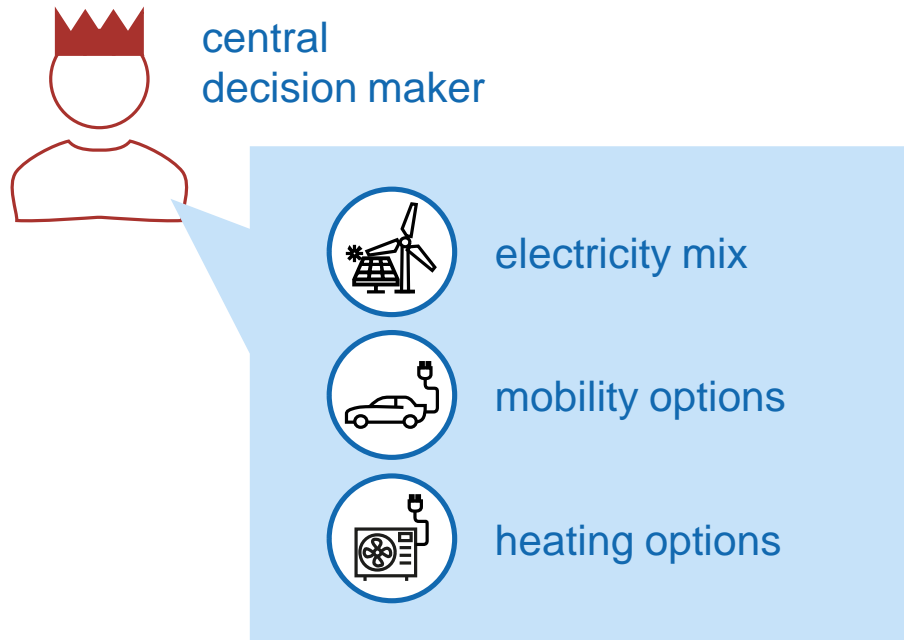 central
decision maker
electricity mix
mobility options
heating options